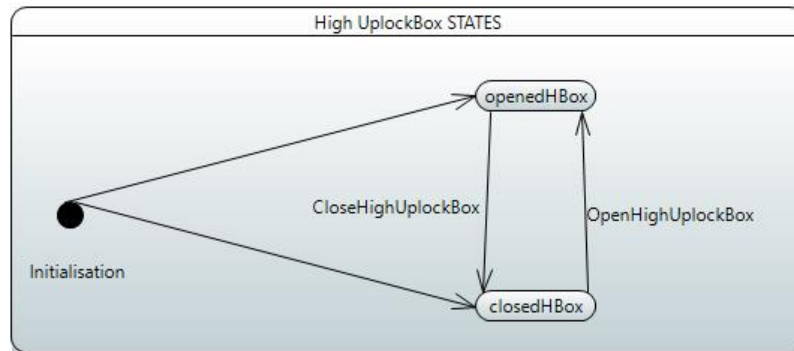 High UplockBox STATES
openedHBox
CloseHighUplockBox
OpenHighUplockBox
Initialisation
closedHBox